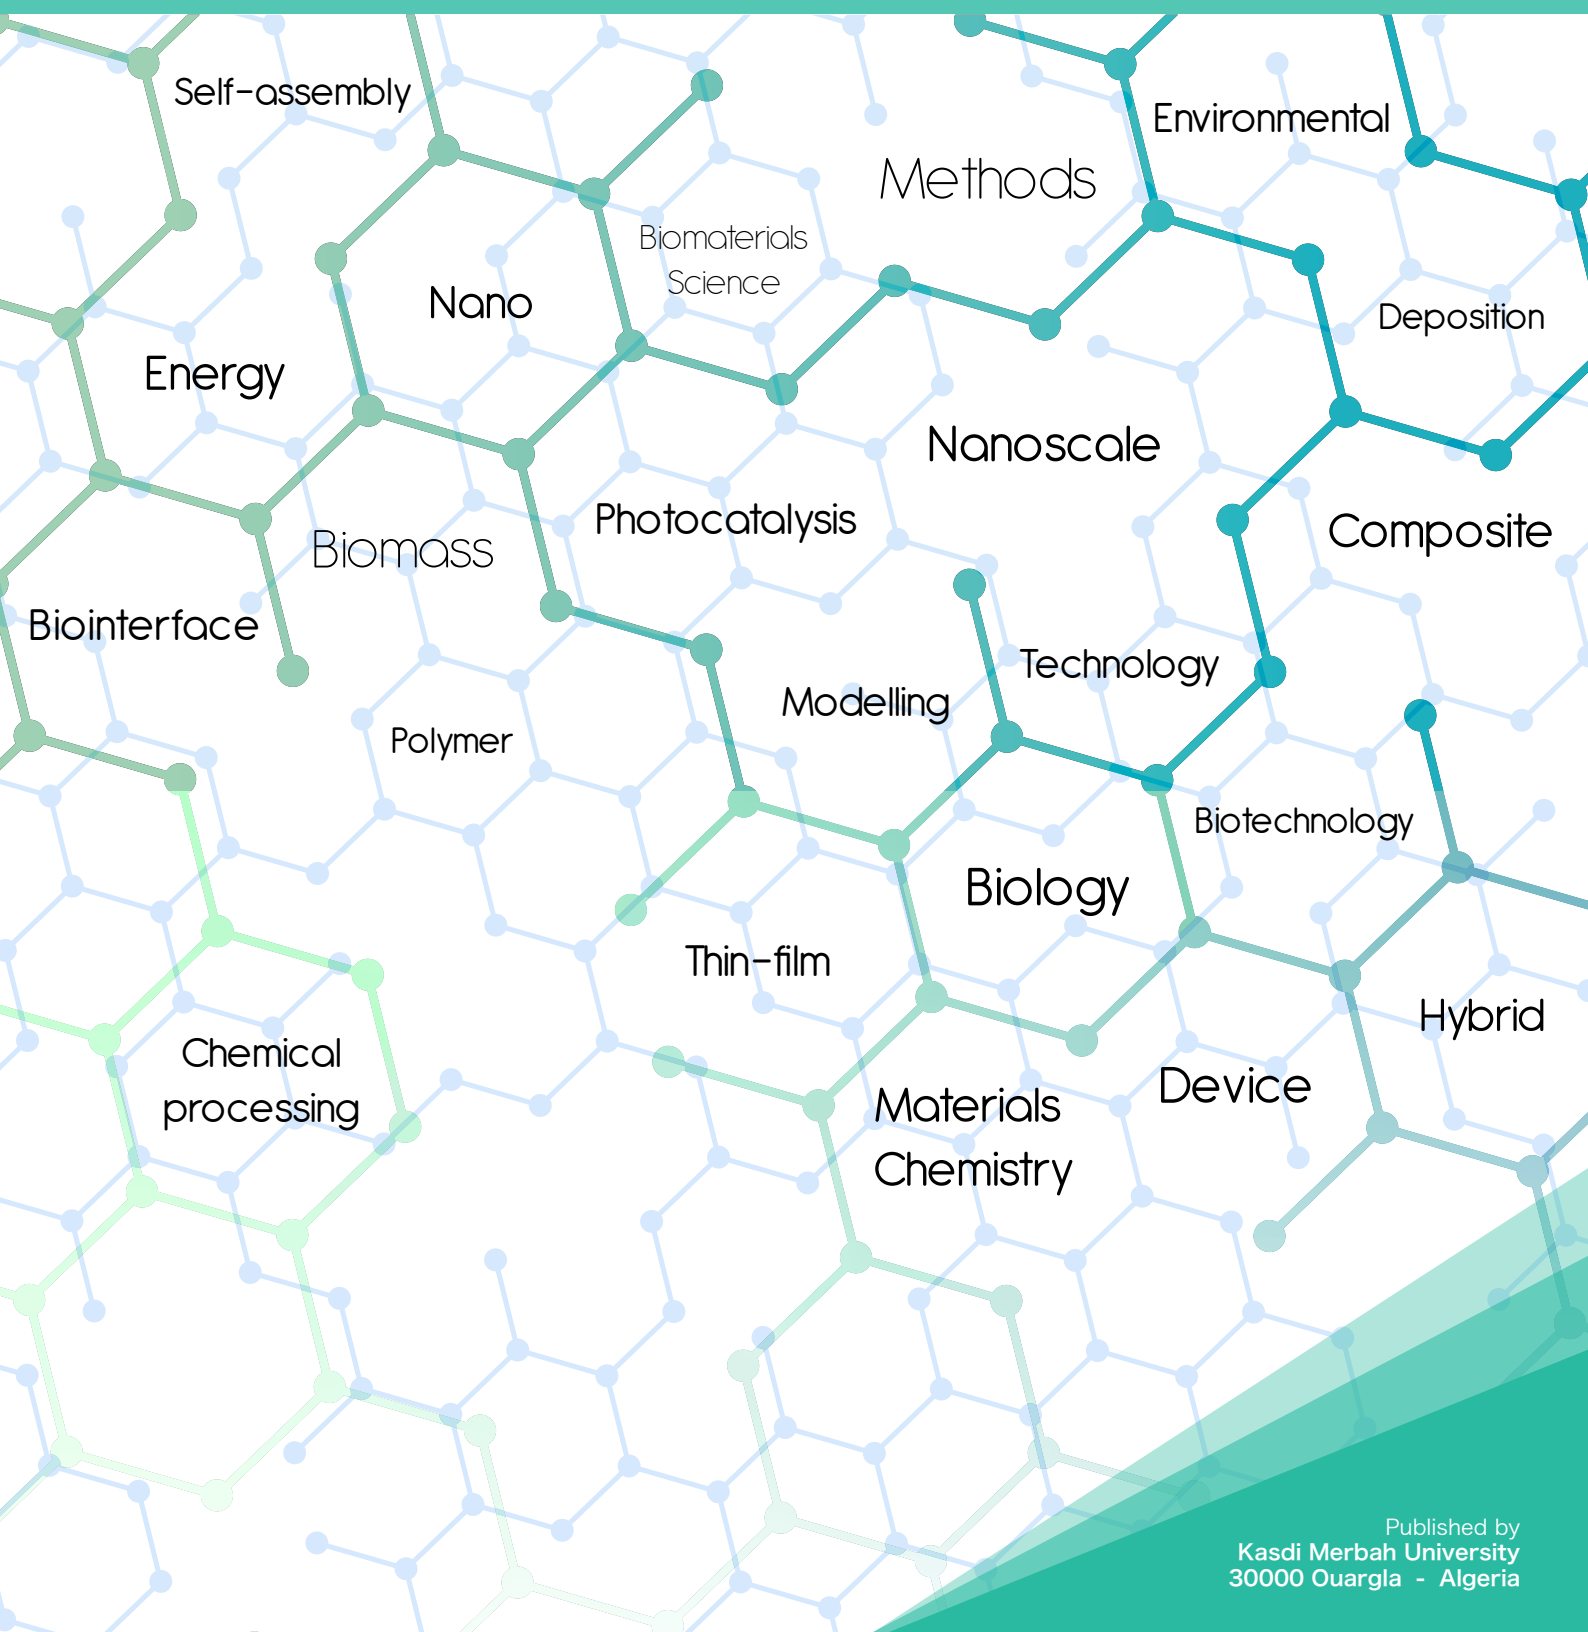 Self-assembly
Environmental
Methods
Biomaterials
Science
Nano
Deposition
Energy
Nanoscale
Photocatalysis
Composite
Biomass
Biointerface
Technology
Modelling
Polymer
Biotechnology
Biology
Thin-film
Hybrid
Chemical
processing
Device
Materials
Chemistry
Published by
Kasdi Merbah University
30000 Ouargla - Algeria